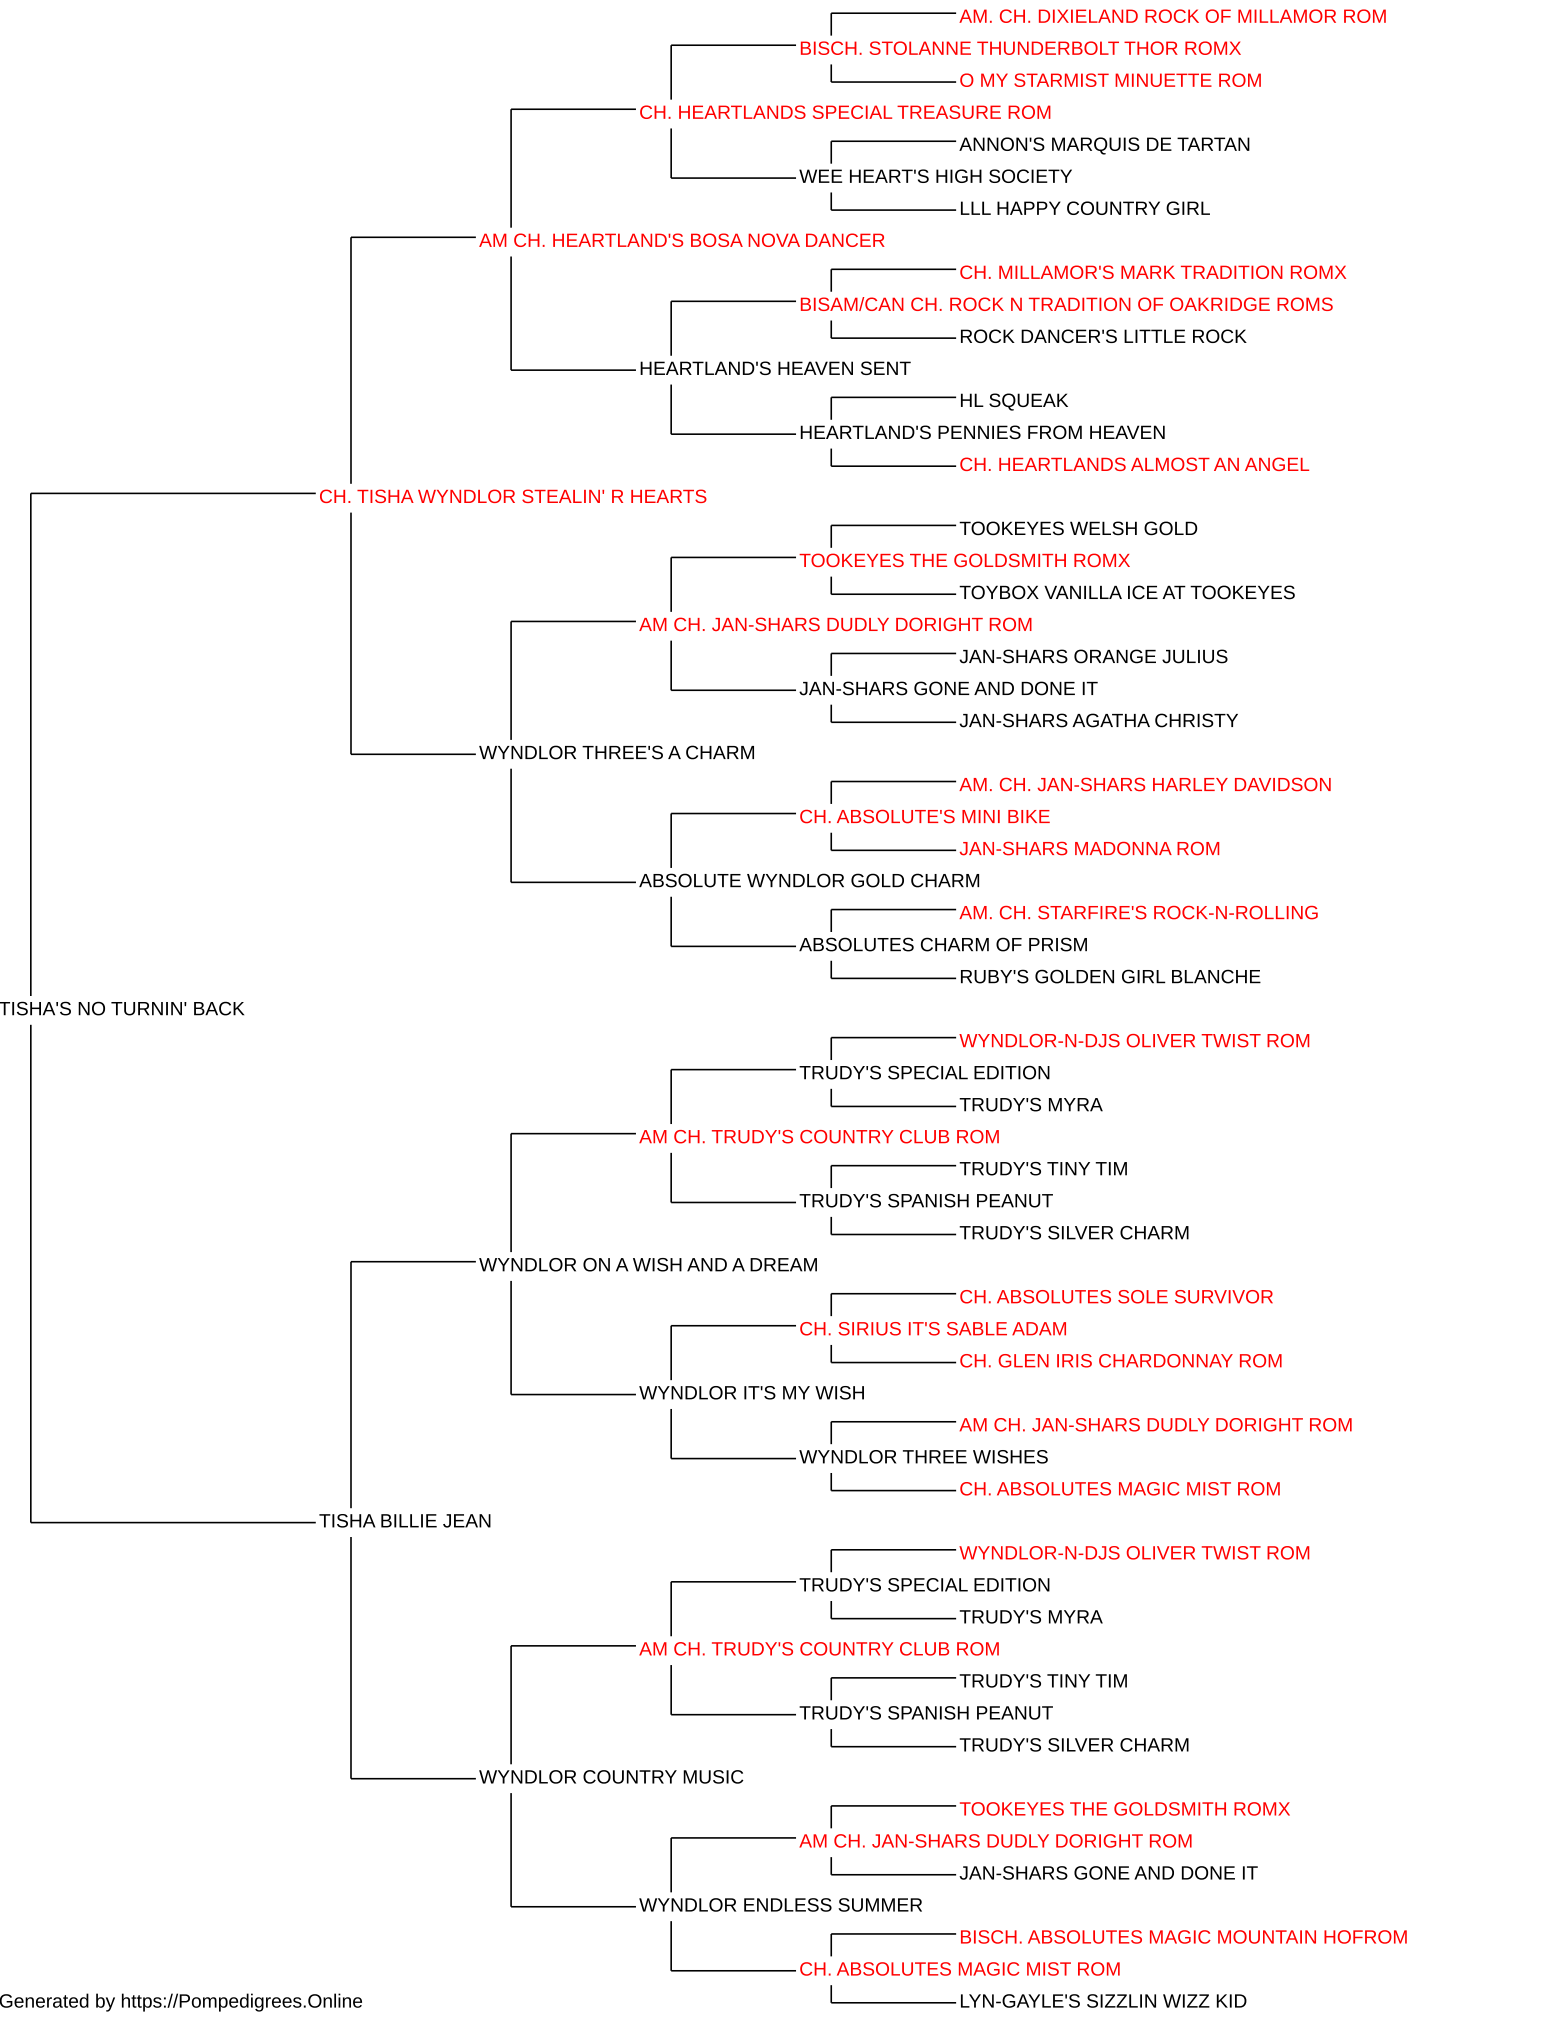 AM. CH. DIXIELAND ROCK OF MILLAMOR ROM
BISCH. STOLANNE THUNDERBOLT THOR ROMX
O MY STARMIST MINUETTE ROM
CH. HEARTLANDS SPECIAL TREASURE ROM
ANNON'S MARQUIS DE TARTAN
WEE HEART'S HIGH SOCIETY
LLL HAPPY COUNTRY GIRL
AM CH. HEARTLAND'S BOSA NOVA DANCER
CH. MILLAMOR'S MARK TRADITION ROMX
BISAM/CAN CH. ROCK N TRADITION OF OAKRIDGE ROMS
ROCK DANCER'S LITTLE ROCK
HEARTLAND'S HEAVEN SENT
HL SQUEAK
HEARTLAND'S PENNIES FROM HEAVEN
CH. HEARTLANDS ALMOST AN ANGEL
CH. TISHA WYNDLOR STEALIN' R HEARTS
TOOKEYES WELSH GOLD
TOOKEYES THE GOLDSMITH ROMX
TOYBOX VANILLA ICE AT TOOKEYES
AM CH. JAN-SHARS DUDLY DORIGHT ROM
JAN-SHARS ORANGE JULIUS
JAN-SHARS GONE AND DONE IT
JAN-SHARS AGATHA CHRISTY
WYNDLOR THREE'S A CHARM
AM. CH. JAN-SHARS HARLEY DAVIDSON
CH. ABSOLUTE'S MINI BIKE
JAN-SHARS MADONNA ROM
ABSOLUTE WYNDLOR GOLD CHARM
AM. CH. STARFIRE'S ROCK-N-ROLLING
ABSOLUTES CHARM OF PRISM
RUBY'S GOLDEN GIRL BLANCHE
TISHA'S NO TURNIN' BACK
WYNDLOR-N-DJS OLIVER TWIST ROM
TRUDY'S SPECIAL EDITION
TRUDY'S MYRA
AM CH. TRUDY'S COUNTRY CLUB ROM
TRUDY'S TINY TIM
TRUDY'S SPANISH PEANUT
TRUDY'S SILVER CHARM
WYNDLOR ON A WISH AND A DREAM
CH. ABSOLUTES SOLE SURVIVOR
CH. SIRIUS IT'S SABLE ADAM
CH. GLEN IRIS CHARDONNAY ROM
WYNDLOR IT'S MY WISH
AM CH. JAN-SHARS DUDLY DORIGHT ROM
WYNDLOR THREE WISHES
CH. ABSOLUTES MAGIC MIST ROM
TISHA BILLIE JEAN
WYNDLOR-N-DJS OLIVER TWIST ROM
TRUDY'S SPECIAL EDITION
TRUDY'S MYRA
AM CH. TRUDY'S COUNTRY CLUB ROM
TRUDY'S TINY TIM
TRUDY'S SPANISH PEANUT
TRUDY'S SILVER CHARM
WYNDLOR COUNTRY MUSIC
TOOKEYES THE GOLDSMITH ROMX
AM CH. JAN-SHARS DUDLY DORIGHT ROM
JAN-SHARS GONE AND DONE IT
WYNDLOR ENDLESS SUMMER
BISCH. ABSOLUTES MAGIC MOUNTAIN HOFROM
CH. ABSOLUTES MAGIC MIST ROM
LYN-GAYLE'S SIZZLIN WIZZ KID
Generated by https://Pompedigrees.Online